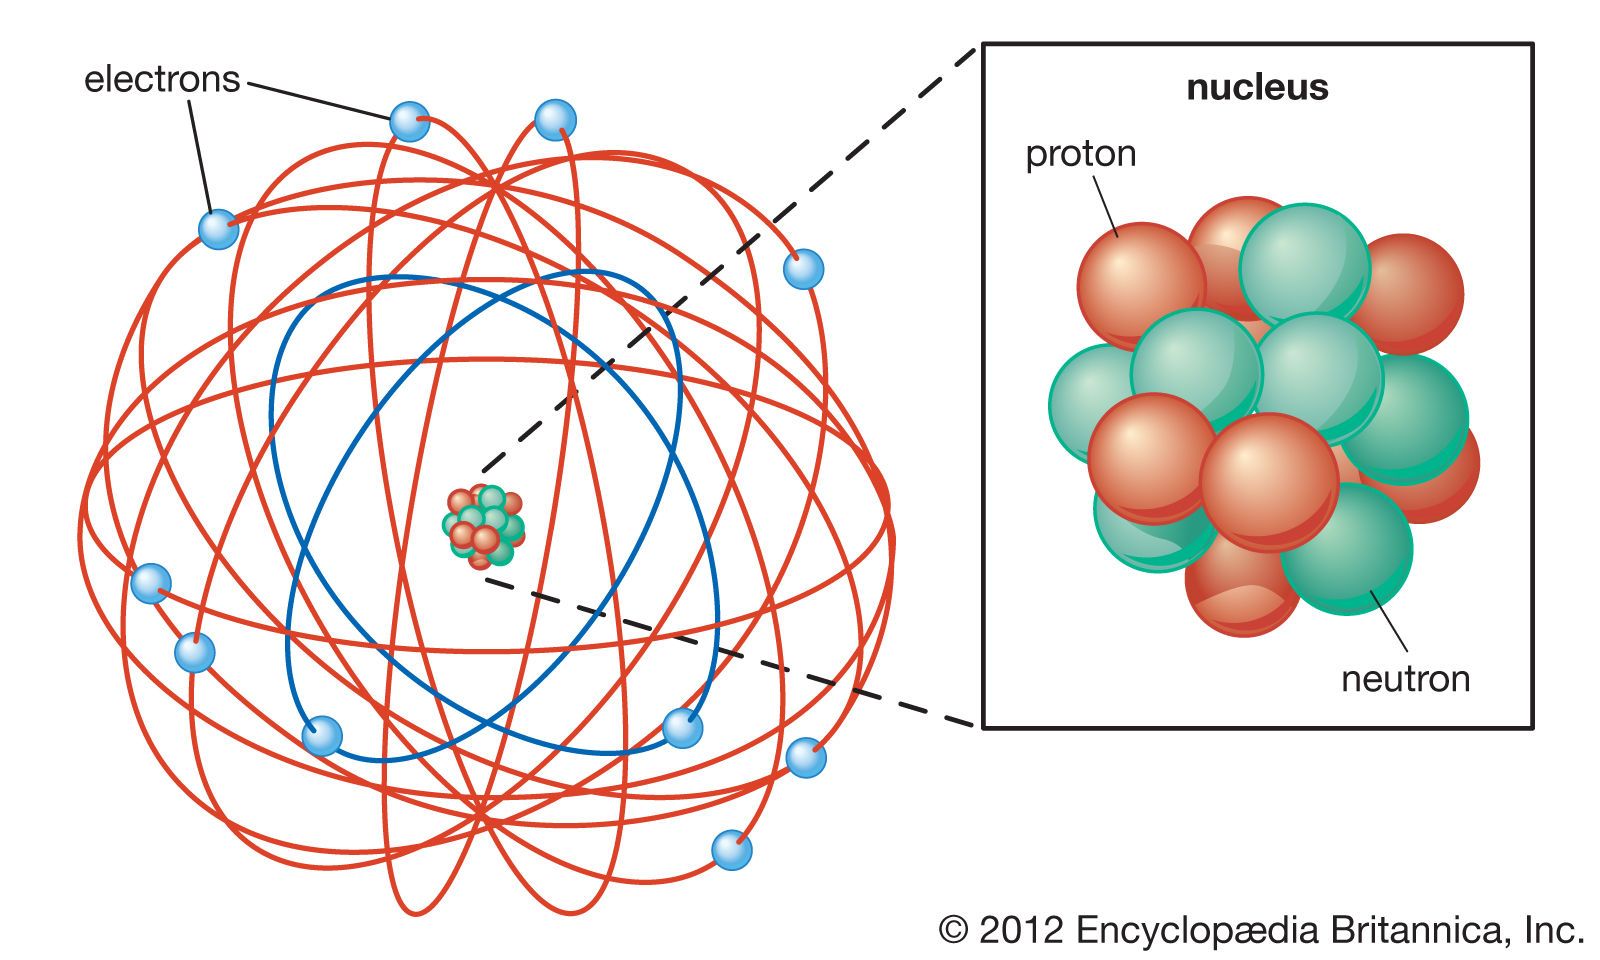 electrons
nucleus
proton
neutron
© 2012 Encyclopædia Britannica, Inc.